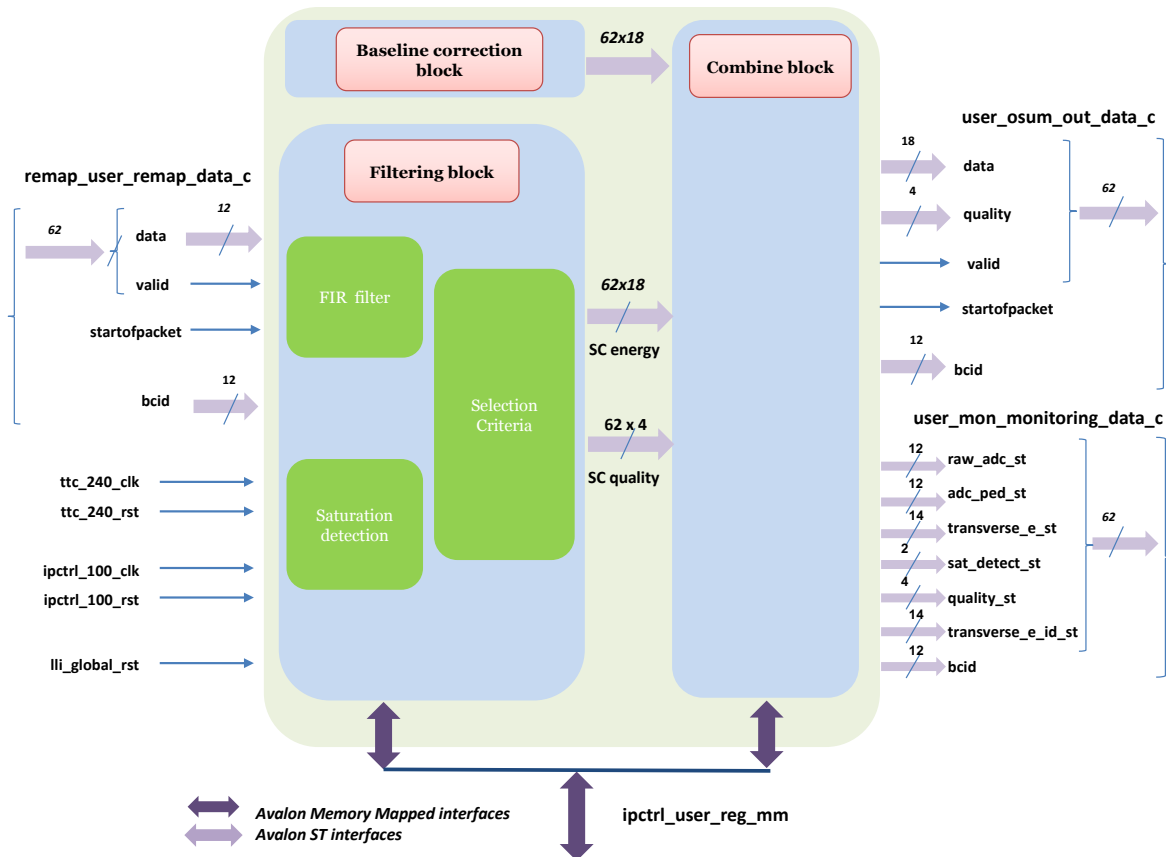 Baseline correction
block
62x18
Combine block
Filtering block
FIR filter
Saturation
detection
Selection
Criteria
62x18
SC energy
62 x 4
SC quality
remap_user_remap_data_c
62
data
12
valid
startofpacket
bcid
12
ttc_240_clk
ttc_240_rst
ipctrl_100_clk
ipctrl_100_rst
lli_global_rst
user_osum_out_data_c
18
data
4
quality
62
valid
startofpacket
12
bcid
user_mon_monitoring_data_c
12
raw_adc_st
12
adc_ped_st
14
transverse_e_st
62
2
sat_detect_st
4
quality_st
14
transverse_e_id_st
12
bcid
Avalon Memory Mapped interfaces
Avalon ST interfaces
ipctrl_user_reg_mm